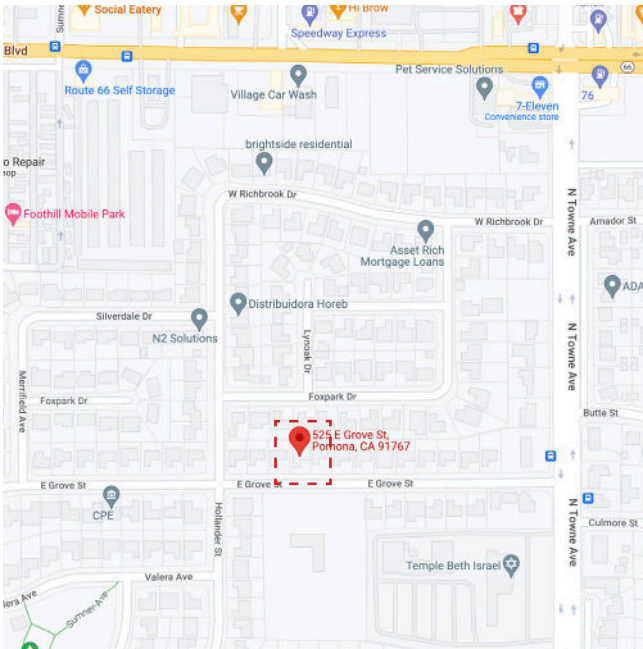 Social Eatery
Hi Brow
Speedway Express
Blvd
66
Pet Service Solutions
Route 66 Self Storage
Village Car Wash
76
7-Eleven
Convenience store
brightside residential
o Repair
hop
N Towne Ave
W Richbrook Dr
Foothill Mobile Park
W Richbrook Dr
Amador St
Asset Rich
Mortgage Loans
ADA
Distribuidora Horeb
Silverdale Dr
N2 Solutions
Lynoak Dr
N Towne Ave
Merrifield Ave
Foxpark Dr
Foxpark Dr
Butte St
525 E Grove St,
Pomona, CA 91767
E Grove St
E Grove St
E Grove St
CPE
Hollander St
N Towne Ave
Culmore St
Temple Beth Israel
Valera Ave
lera Ave
Sumner Ave